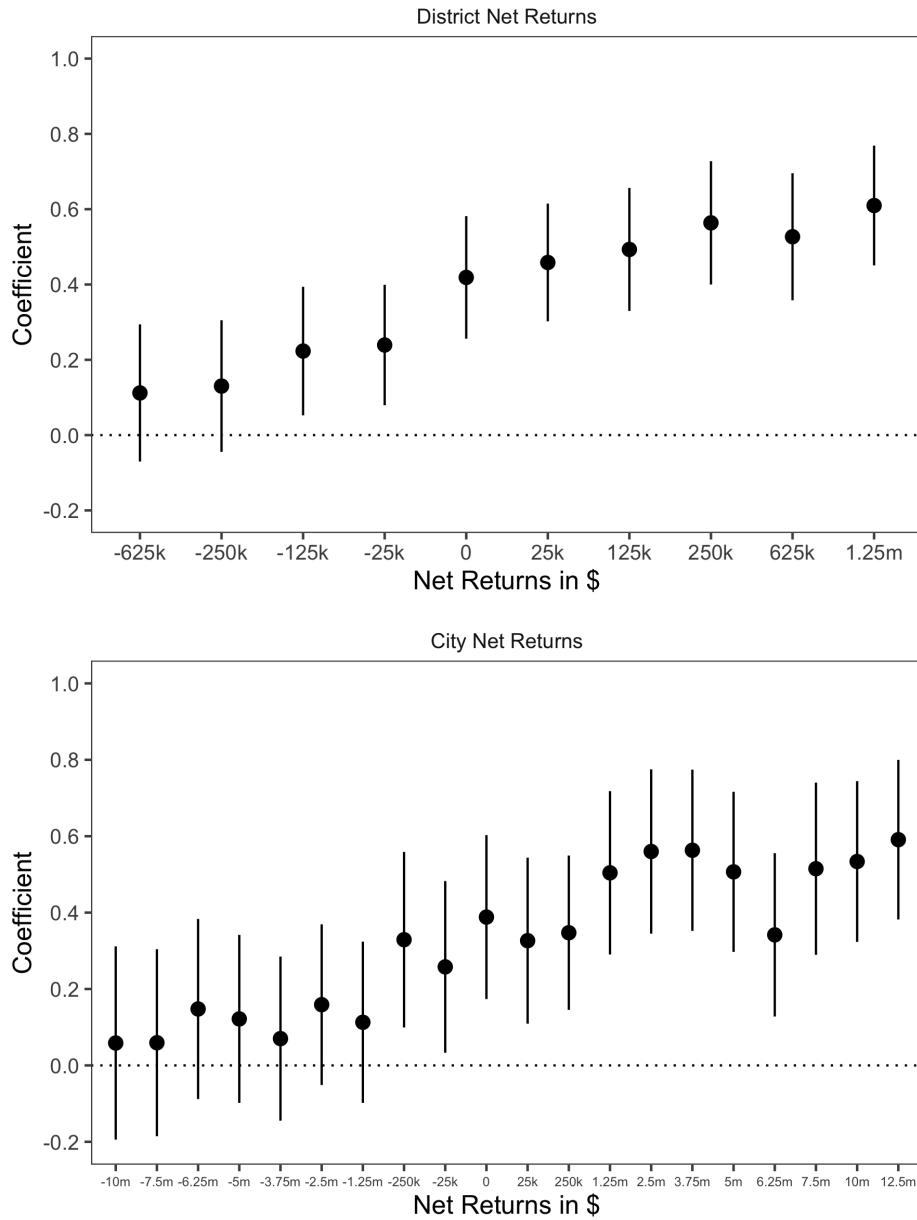 District Net Returns
1.0
0.8
0.6
0.4
0.2
0.0
-0.2
Coefficient
-625k -250k -125k -25k 0 25k 125k 250k 625k 1.25m
Net Returns in $
City Net Returns
1.0
0.8
0.6
0.4
0.2
0.0
-0.2
Coefficient
-10m -7.5m -6.25m -5m -3.75m -2.5m -1.25m -250k -25k 0 25k 250k 1.25m 2.5m 3.75m 5m 6.25m 7.5m 10m 12.5m
Net Returns in $